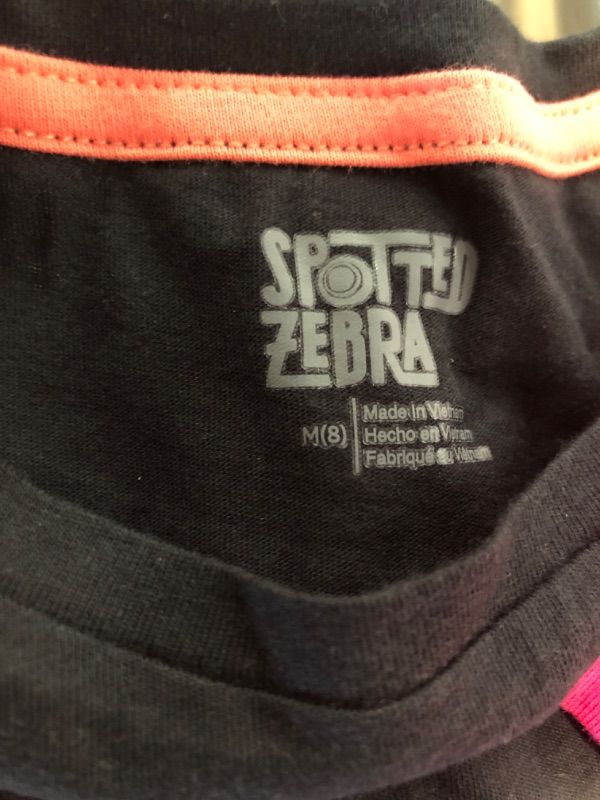 SPOTTED
ZEBRA
M(8)
Made in Vietnam
Hecho en Vietnam
Fabriqué au Vietnam